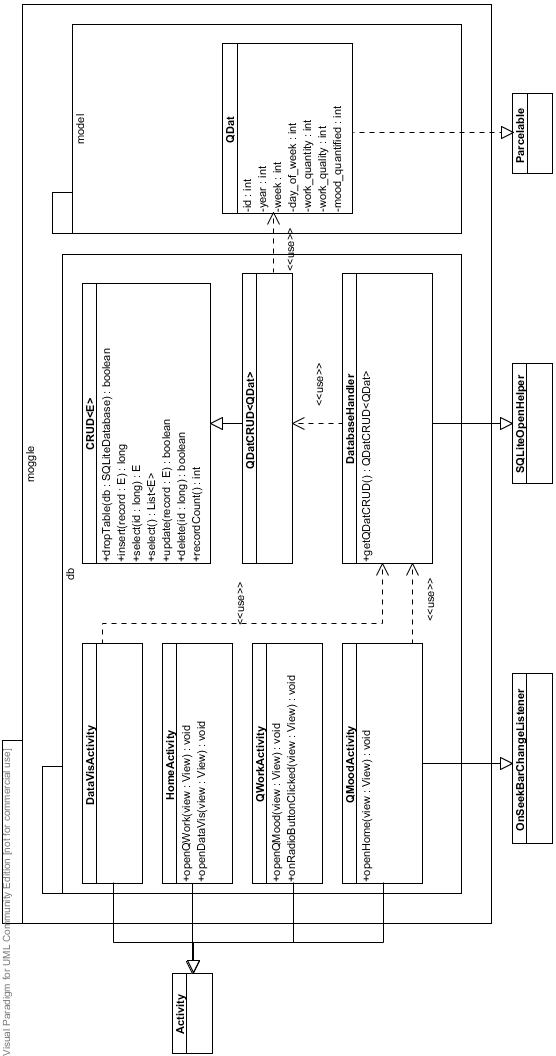 Visual Paradigm for UML Community Edition [not for commercial use]
moggle
db
model
Activity
DataVisActivity
HomeActivity
+openQWork(view : View) : void
+openDataVis(view : View) : void
QWorkActivity
+openQMood(view : View) : void
+onRadioButtonClicked(view : View) : void
QMoodActivity
+openHome(view : View) : void
OnSeekBarChangeListener
<<use>>
<<use>>
CRUD<E>
+dropTable(db : SQLiteDatabase) : boolean
+insert(record : E) : long
+select(id : long) : E
+select() : List<E>
+update(record : E) : boolean
+delete(id : long) : boolean
+recordCount() : int
QDatCRUD<QDat>
<<use>>
DatabaseHandler
+getQDatCRUD() : QDatCRUD<QDat>
SQLiteOpenHelper
<<use>>
QDat
-id : int
-year : int
-week : int
-day_of_week : int
-work_quantity : int
-work_quality : int
-mood_quantified : int
Parcelable